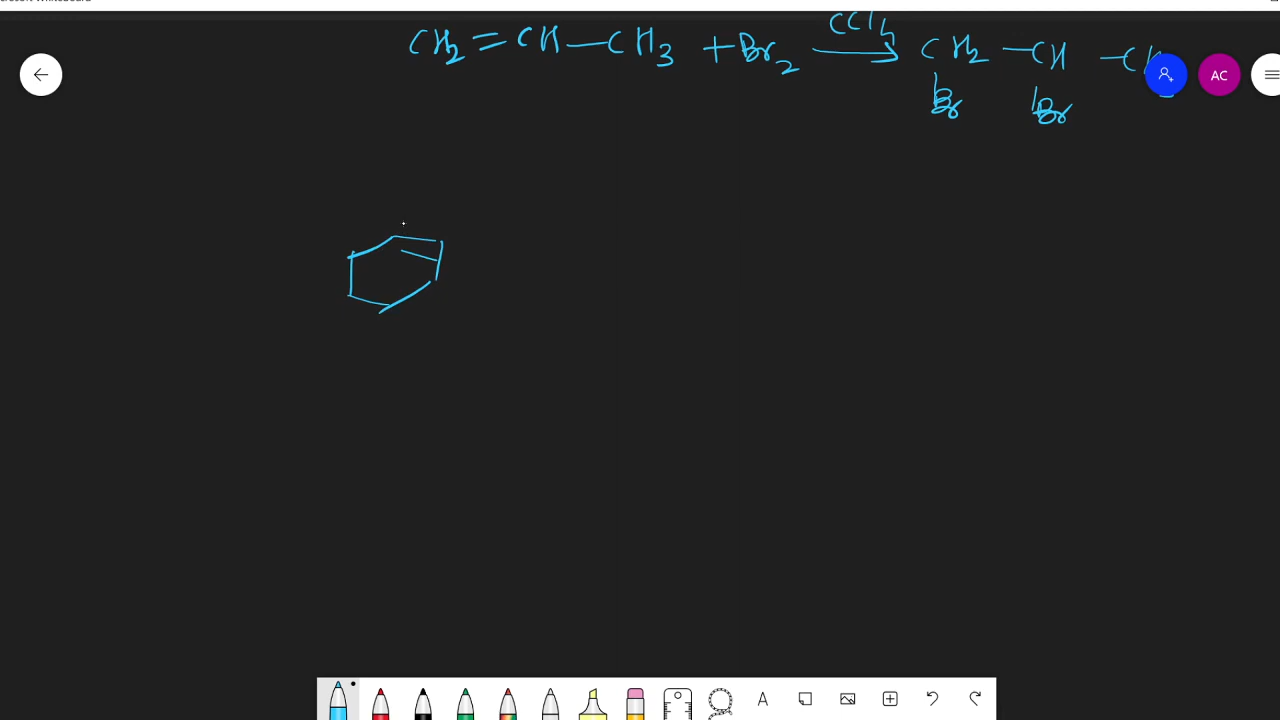 CCl4
CH2=CH—CH3 + Br2 → CH2—CH—C
Br Br
AC
A